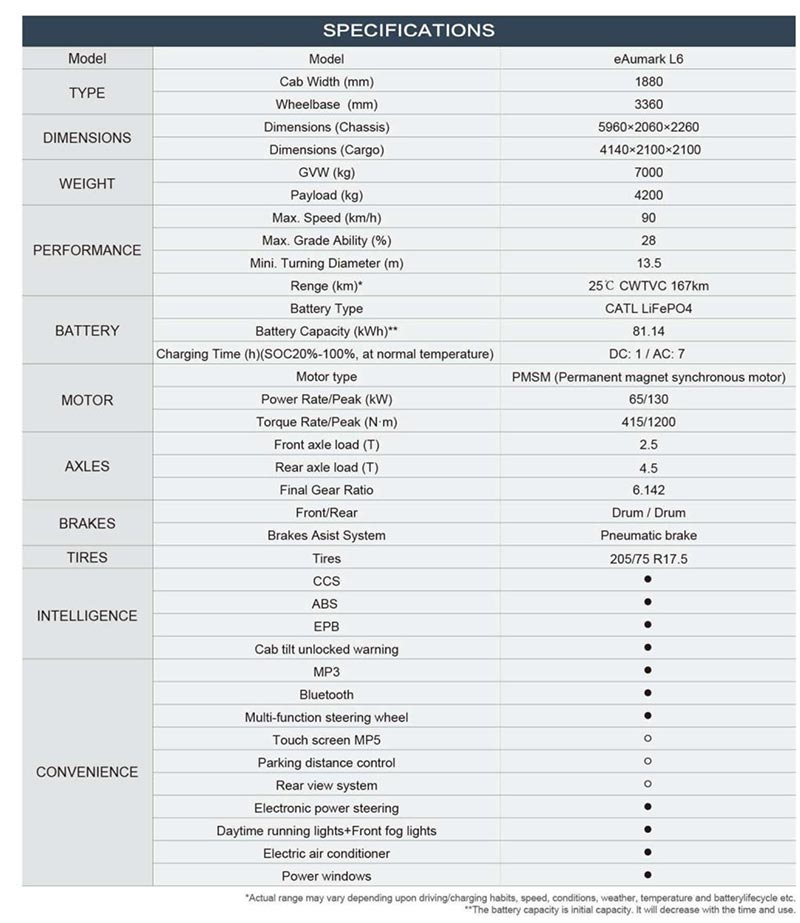 SPECIFICATIONS
Model Model eAumark L6
TYPE Cab Width (mm) 1880
Wheelbase (mm) 3360
DIMENSIONS Dimensions (Chassis) 5960×2060×2260
Dimensions (Cargo) 4140×2100×2100
WEIGHT GVW (kg) 7000
Payload (kg) 4200
PERFORMANCE Max. Speed (km/h) 90
Max. Grade Ability (%) 28
Mini. Turning Diameter (m) 13.5
Renge (km)* 25℃ CWTVC 167km
BATTERY Battery Type CATL LiFePO4
Battery Capacity (kWh)** 81.14
Charging Time (h)(SOC20%-100%, at normal temperature) DC: 1 / AC: 7
MOTOR Motor type PMSM (Permanent magnet synchronous motor)
Power Rate/Peak (kW) 65/130
Torque Rate/Peak (N·m) 415/1200
AXLES Front axle load (T) 2.5
Rear axle load (T) 4.5
Final Gear Ratio 6.142
BRAKES Front/Rear Drum / Drum
Brakes Asist System Pneumatic brake
TIRES Tires 205/75 R17.5
INTELLIGENCE CCS ●
ABS ●
EPB ●
Cab tilt unlocked warning ●
CONVENIENCE MP3 ●
Bluetooth ●
Multi-function steering wheel ●
Touch screen MP5 ○
Parking distance control ○
Rear view system ○
Electronic power steering ●
Daytime running lights+Front fog lights ●
Electric air conditioner ●
Power windows ●
*Actual range may vary depending upon driving/charging habits, speed, conditions, weather, temperature and batterylifecycle etc.
**The battery capacity is initial capacity. It will decrease with the time and use.